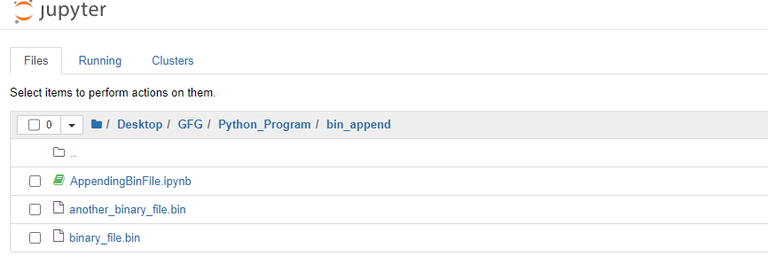 jupyter
Files Running Clusters
Select items to perform actions on them.
0 / Desktop / GFG / Python_Program / bin_append
..
AppendingBinFile.ipynb
another_binary_file.bin
binary_file.bin